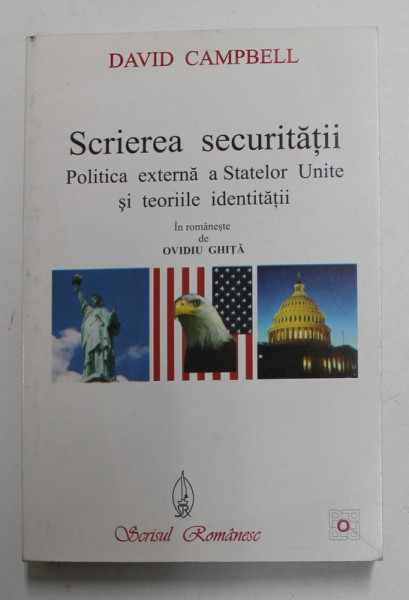 DAVID CAMPBELL
Scrierea securității
Politica externă a Statelor Unite
și teoriile identității
În românește
de
OVIDIU GHIȚĂ
Scrisul Românesc